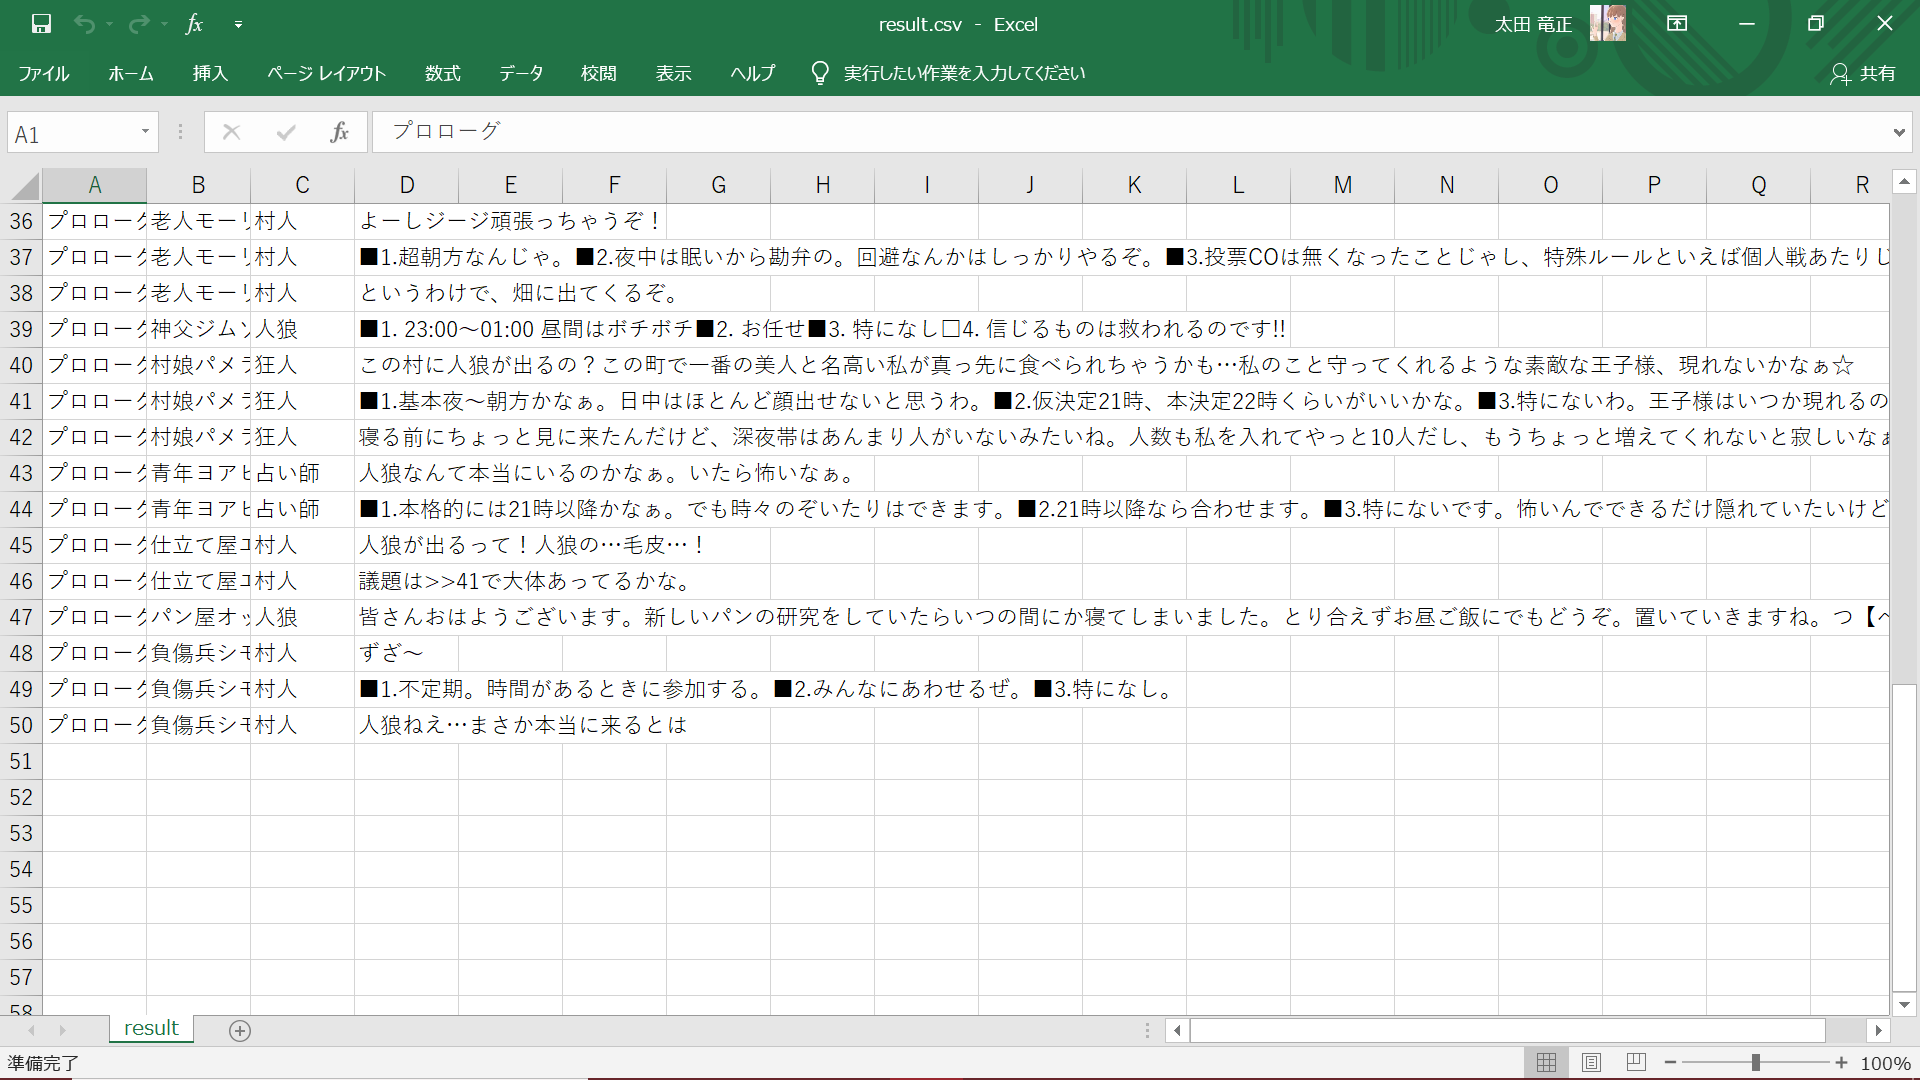 result.csv - Excel
太田 竜正
ファイル ホーム 挿入 ページ レイアウト 数式 データ 校閲 表示 ヘルプ 実行したい作業を入力してください 共有
A1 fx プロローグ
A B C D E F G H I J K L M N O P Q R
36 プロローグ 老人モーリ 村人 よーしジージ頑張っちゃうぞ！
37 プロローグ 老人モーリ 村人 ■1.超朝方なんじゃ。■2.夜中は眠いから勘弁の。回避なんかはしっかりやるぞ。■3.投票COは無くなったことじゃし、特殊ルールといえば個人戦あたりじ
38 プロローグ 老人モーリ 村人 というわけで、畑に出てくるぞ。
39 プロローグ 神父ジムソ 人狼 ■1. 23:00～01:00 昼間はボチボチ■2. お任せ■3. 特になし□4. 信じるものは救われるのです!!
40 プロローグ 村娘パメラ 狂人 この村に人狼が出るの？この町で一番の美人と名高い私が真っ先に食べられちゃうかも…私のこと守ってくれるような素敵な王子様、現れないかなぁ☆
41 プロローグ 村娘パメラ 狂人 ■1.基本夜～朝方かなぁ。日中はほとんど顔出せないと思うわ。■2.仮決定21時、本決定22時くらいがいいかな。■3.特にないわ。王子様はいつか現れるの
42 プロローグ 村娘パメラ 狂人 寝る前にちょっと見に来たんだけど、深夜帯はあんまり人がいないみたいね。人数も私を入れてやっと10人だし、もうちょっと増えてくれないと寂しいなぁ
43 プロローグ 青年ヨアヒ 占い師 人狼なんて本当にいるのかなぁ。いたら怖いなぁ。
44 プロローグ 青年ヨアヒ 占い師 ■1.本格的には21時以降かなぁ。でも時々のぞいたりはできます。■2.21時以降なら合わせます。■3.特にないです。怖いんでできるだけ隠れていたいけど
45 プロローグ 仕立て屋エ 村人 人狼が出るって！人狼の…毛皮…！
46 プロローグ 仕立て屋エ 村人 議題は>>41で大体あってるかな。
47 プロローグ パン屋オッ 人狼 皆さんおはようございます。新しいパンの研究をしていたらいつの間にか寝てしまいました。とり合えずお昼ご飯にでもどうぞ。置いていきますね。つ【ベ
48 プロローグ 負傷兵シモ 村人 ずざ～
49 プロローグ 負傷兵シモ 村人 ■1.不定期。時間があるときに参加する。■2.みんなにあわせるぜ。■3.特になし。
50 プロローグ 負傷兵シモ 村人 人狼ねえ…まさか本当に来るとは
51
52
53
54
55
56
57
58
result
準備完了 100%